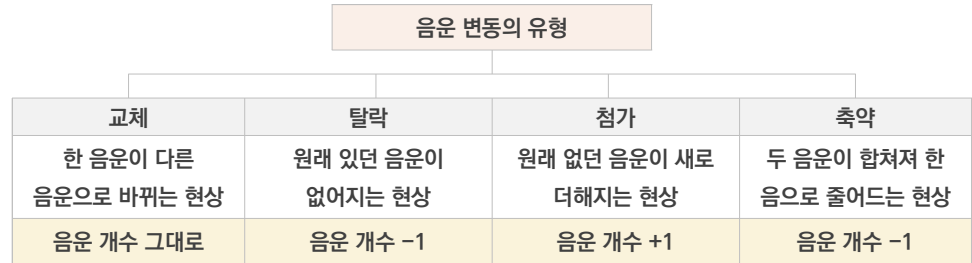 음운 변동의 유형
교체
탈락
첨가
축약
한 음운이 다른
음운으로 바뀌는 현상
원래 있던 음운이
없어지는 현상
원래 없던 음운이 새로
더해지는 현상
두 음운이 합쳐져 한
음으로 줄어드는 현상
음운 개수 그대로
음운 개수 -1
음운 개수 +1
음운 개수 -1